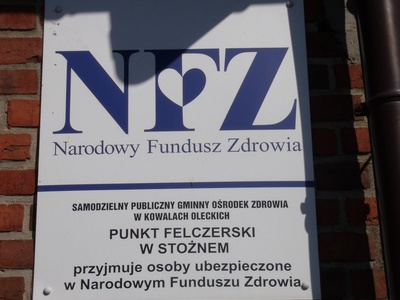 NFZ
Narodowy Fundusz Zdrowia
SAMODZIELNY PUBLICZNY GMINNY OŚRODEK ZDROWIA
W KOWALACH OLECKICH
PUNKT FELCZERSKI
W STOŻNEM
przyjmuje osoby ubezpieczone
w Narodowym Funduszu Zdrowia